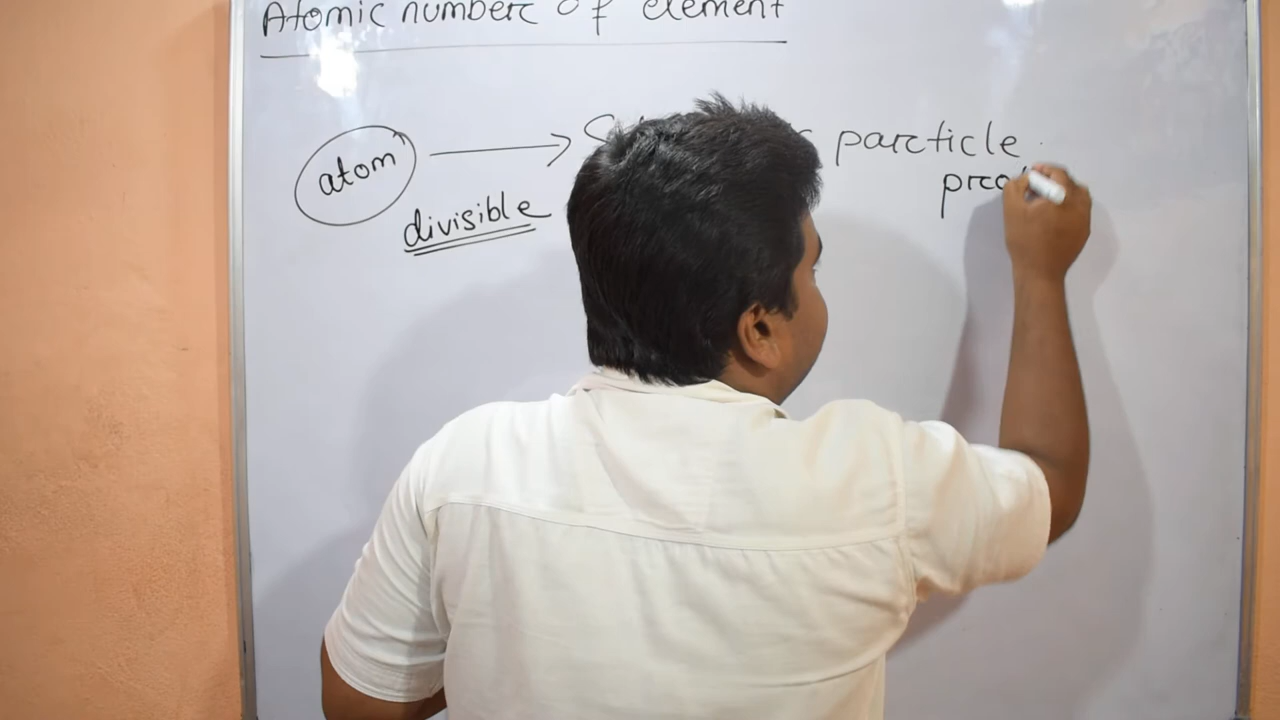 Atomic number of element
atom
particle
divisible